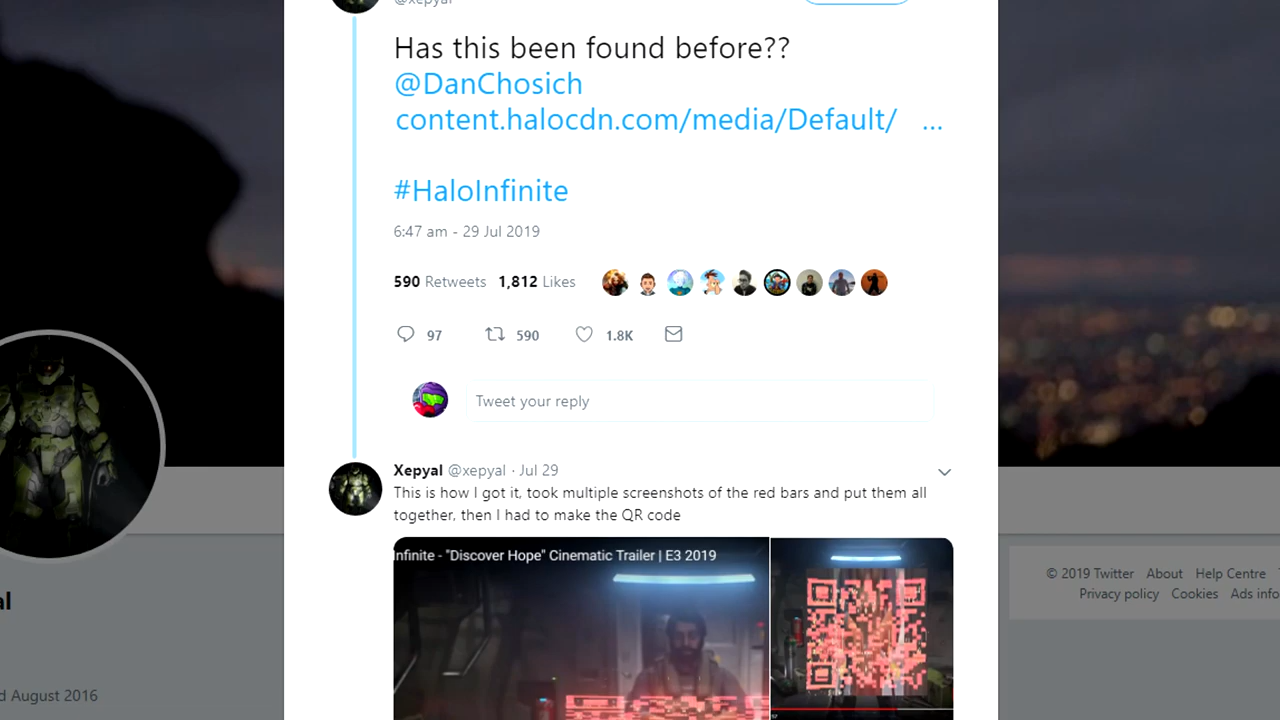 @xepyal
Has this been found before??
@DanChosich
content.halocdn.com/media/Default/ ...
#HaloInfinite
6:47 am - 29 Jul 2019
590 Retweets 1,812 Likes
97 590 1.8K
Tweet your reply
Xepyal @xepyal · Jul 29
This is how I got it, took multiple screenshots of the red bars and put them all
together, then I had to make the QR code
Infinite - "Discover Hope" Cinematic Trailer | E3 2019
© 2019 Twitter About Help Centre
Privacy policy Cookies Ads info
al
d August 2016